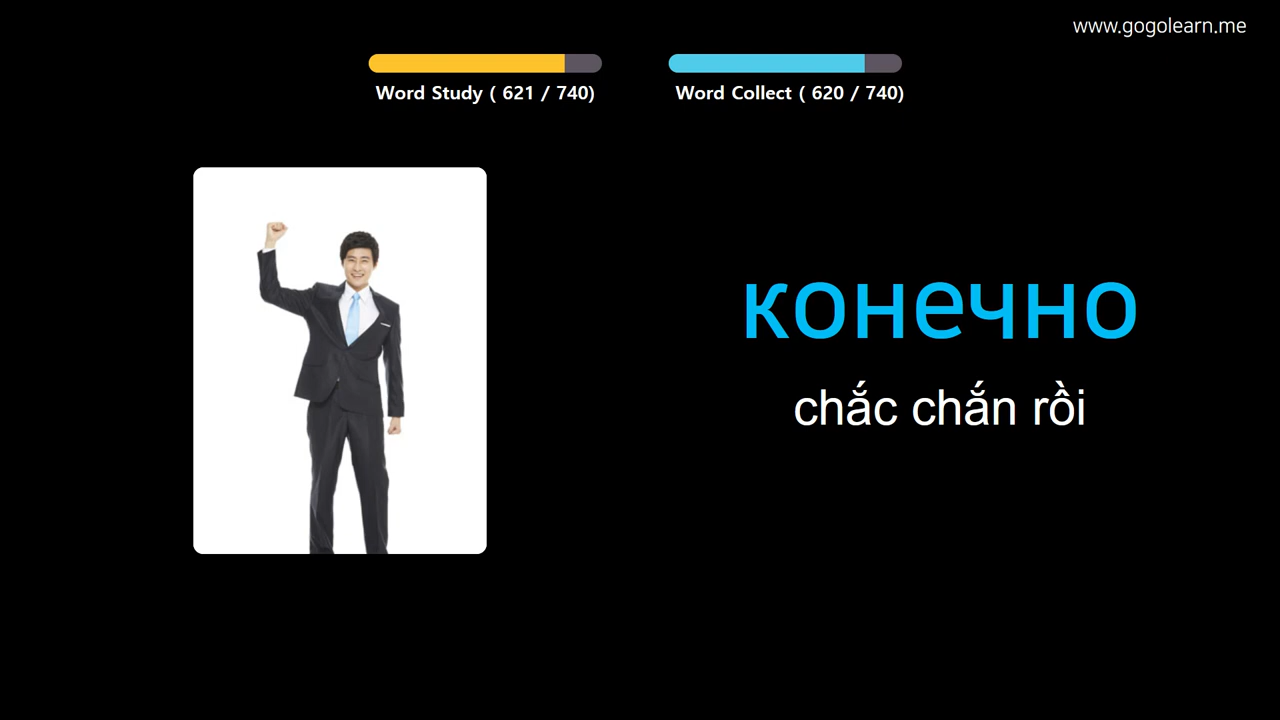 www.gogolearn.me
Word Study ( 621 / 740)
Word Collect ( 620 / 740)
конечно
chắc chắn rồi